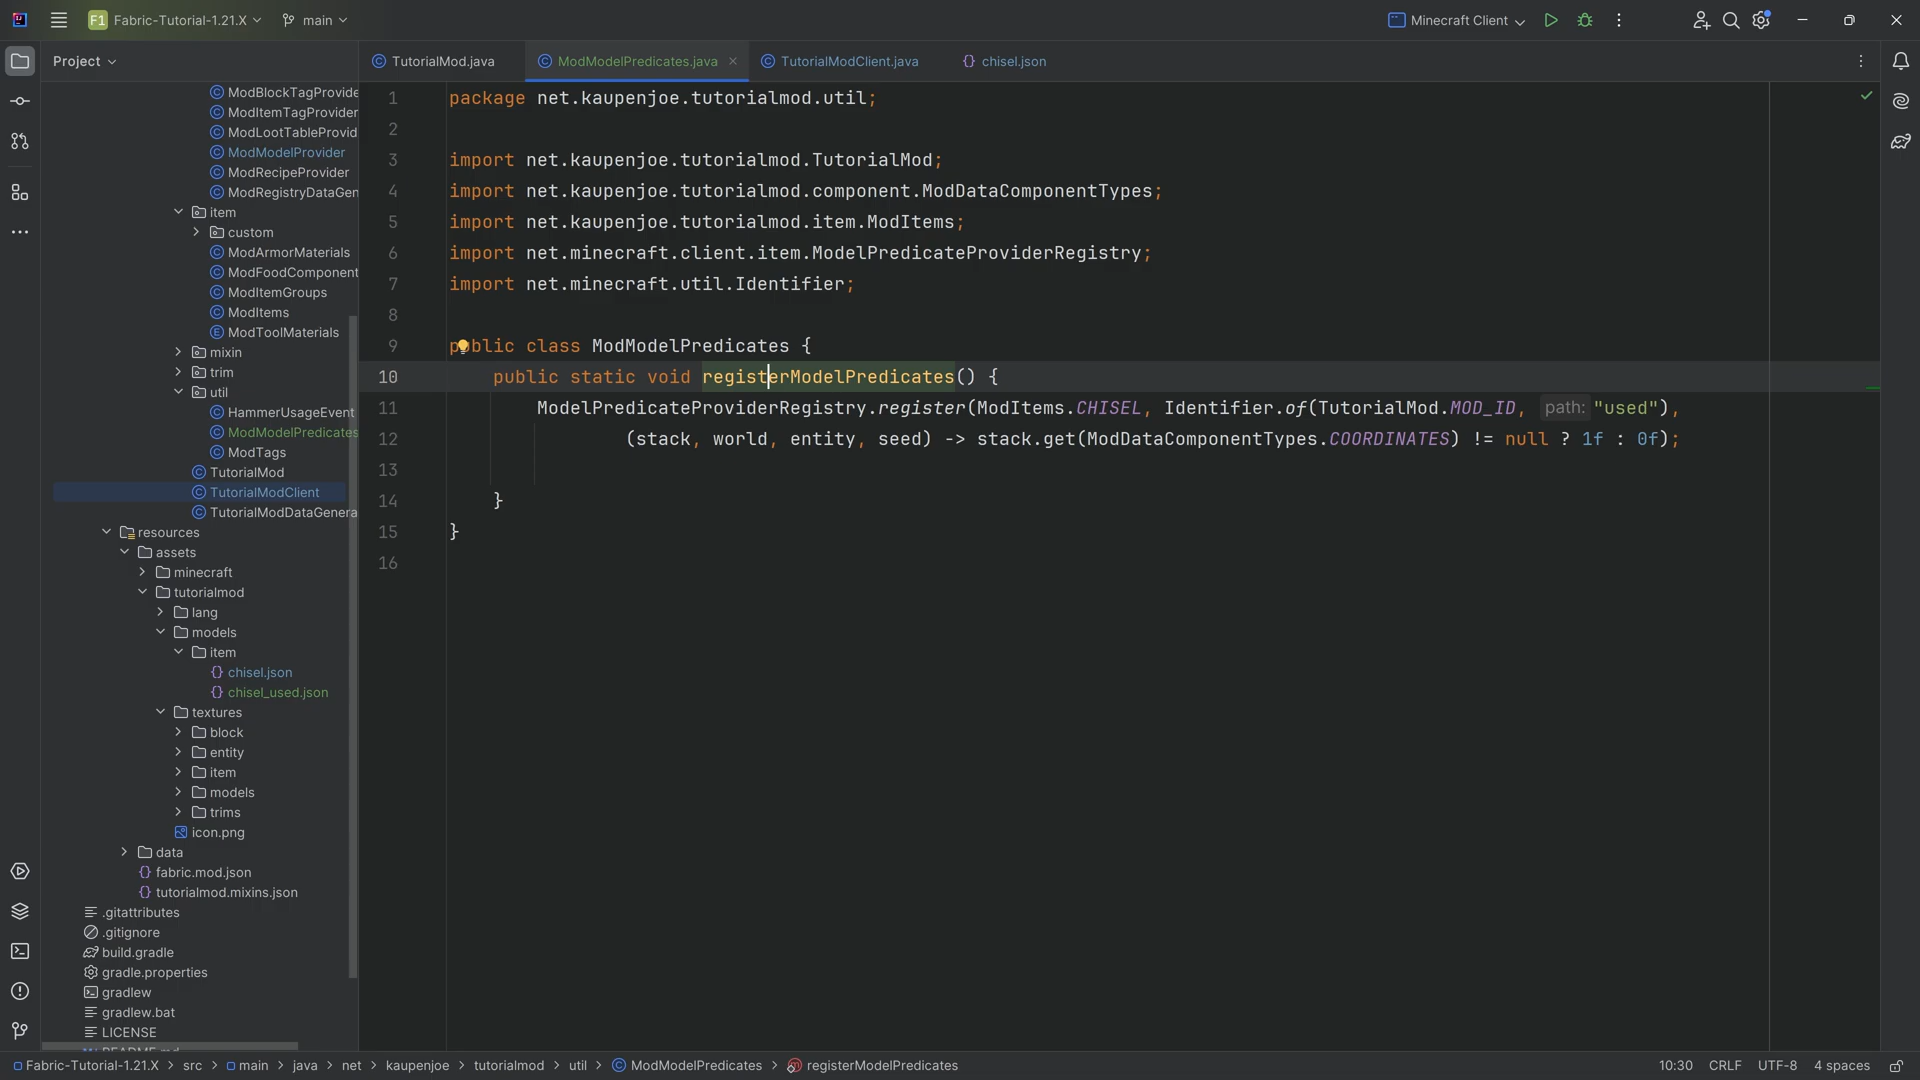 F1 Fabric-Tutorial-1.21.X main Minecraft Client
Project
TutorialMod.java ModModelPredicates.java TutorialModClient.java {} chisel.json
ModBlockTagProvide
ModItemTagProvider
ModLootTableProvid
ModModelProvider
ModRecipeProvider
ModRegistryDataGen
item
custom
ModArmorMaterials
ModFoodComponent
ModItemGroups
ModItems
ModToolMaterials
mixin
trim
util
HammerUsageEvent
ModModelPredicates
ModTags
TutorialMod
TutorialModClient
TutorialModDataGenera
resources
assets
minecraft
tutorialmod
lang
models
item
{} chisel.json
{} chisel_used.json
textures
block
entity
item
models
trims
icon.png
data
{} fabric.mod.json
{} tutorialmod.mixins.json
.gitattributes
.gitignore
build.gradle
gradle.properties
gradlew
gradlew.bat
LICENSE
1 package net.kaupenjoe.tutorialmod.util;
2
3 import net.kaupenjoe.tutorialmod.TutorialMod;
4 import net.kaupenjoe.tutorialmod.component.ModDataComponentTypes;
5 import net.kaupenjoe.tutorialmod.item.ModItems;
6 import net.minecraft.client.item.ModelPredicateProviderRegistry;
7 import net.minecraft.util.Identifier;
8
9 public class ModModelPredicates {
10 public static void registerModelPredicates() {
11 ModelPredicateProviderRegistry.register(ModItems.CHISEL, Identifier.of(TutorialMod.MOD_ID, path: "used"),
12 (stack, world, entity, seed) -> stack.get(ModDataComponentTypes.COORDINATES) != null ? 1f : 0f);
13
14 }
15 }
16
Fabric-Tutorial-1.21.X > src > main > java > net > kaupenjoe > tutorialmod > util > ModModelPredicates > registerModelPredicates 10:30 CRLF UTF-8 4 spaces